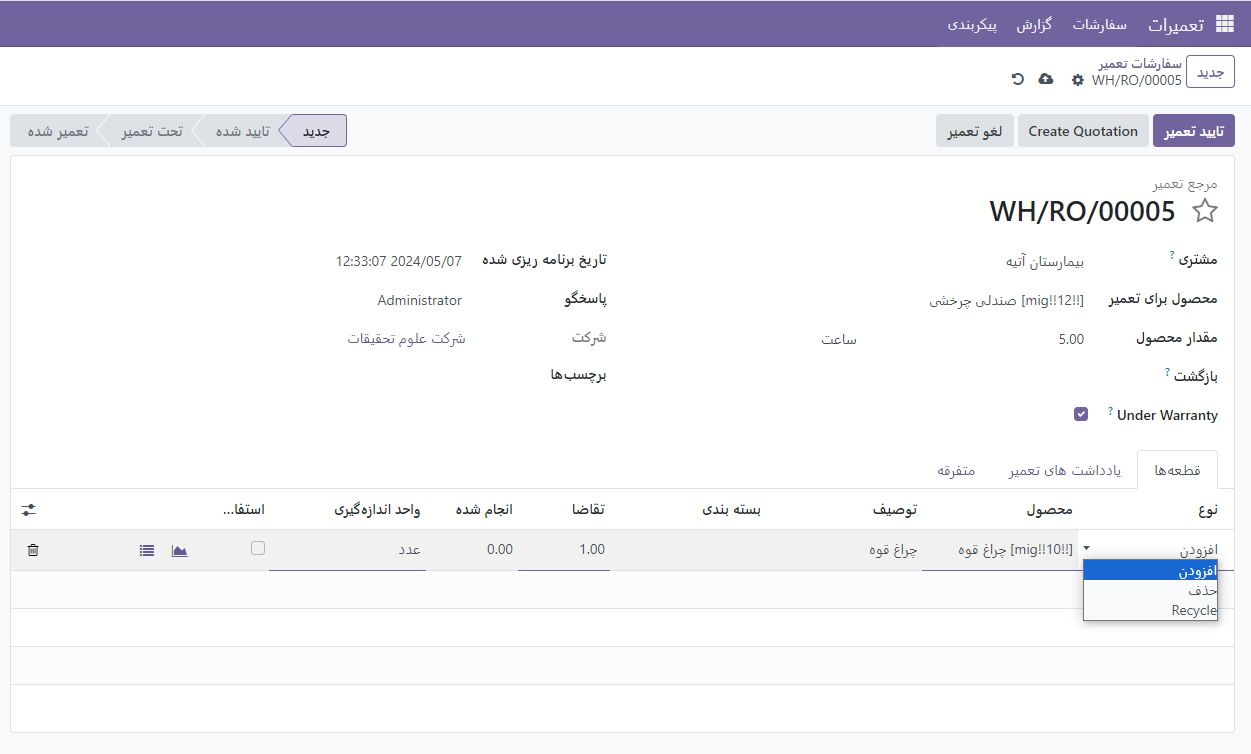 تعمیرات سفارشات گزارش پیکربندی
جدید
سفارشات تعمیر
WH/RO/00005
تایید تعمیر Create Quotation لغو تعمیر
جدید تایید شده تحت تعمیر تعمیر شده
مرجع تعمیر
WH/RO/00005
مشتری ? بیمارستان آتیه
محصول برای تعمیر [mig!!12!!] صندلی چرخشی
مقدار محصول 5.00 ساعت
بازگشت ?
Under Warranty ?
تاریخ برنامه ریزی شده 2024/05/07 12:33:07
پاسخگو Administrator
شرکت شرکت علوم تحقیقات
برچسب‌ها
قطعه‌ها یادداشت های تعمیر متفرقه
نوع محصول توصیف بسته بندی تقاضا انجام شده واحد اندازه‌گیری استفا...
افزودن [mig!!10!!] چراغ قوه چراغ قوه 1.00 0.00 عدد
افزودن
حذف
Recycle